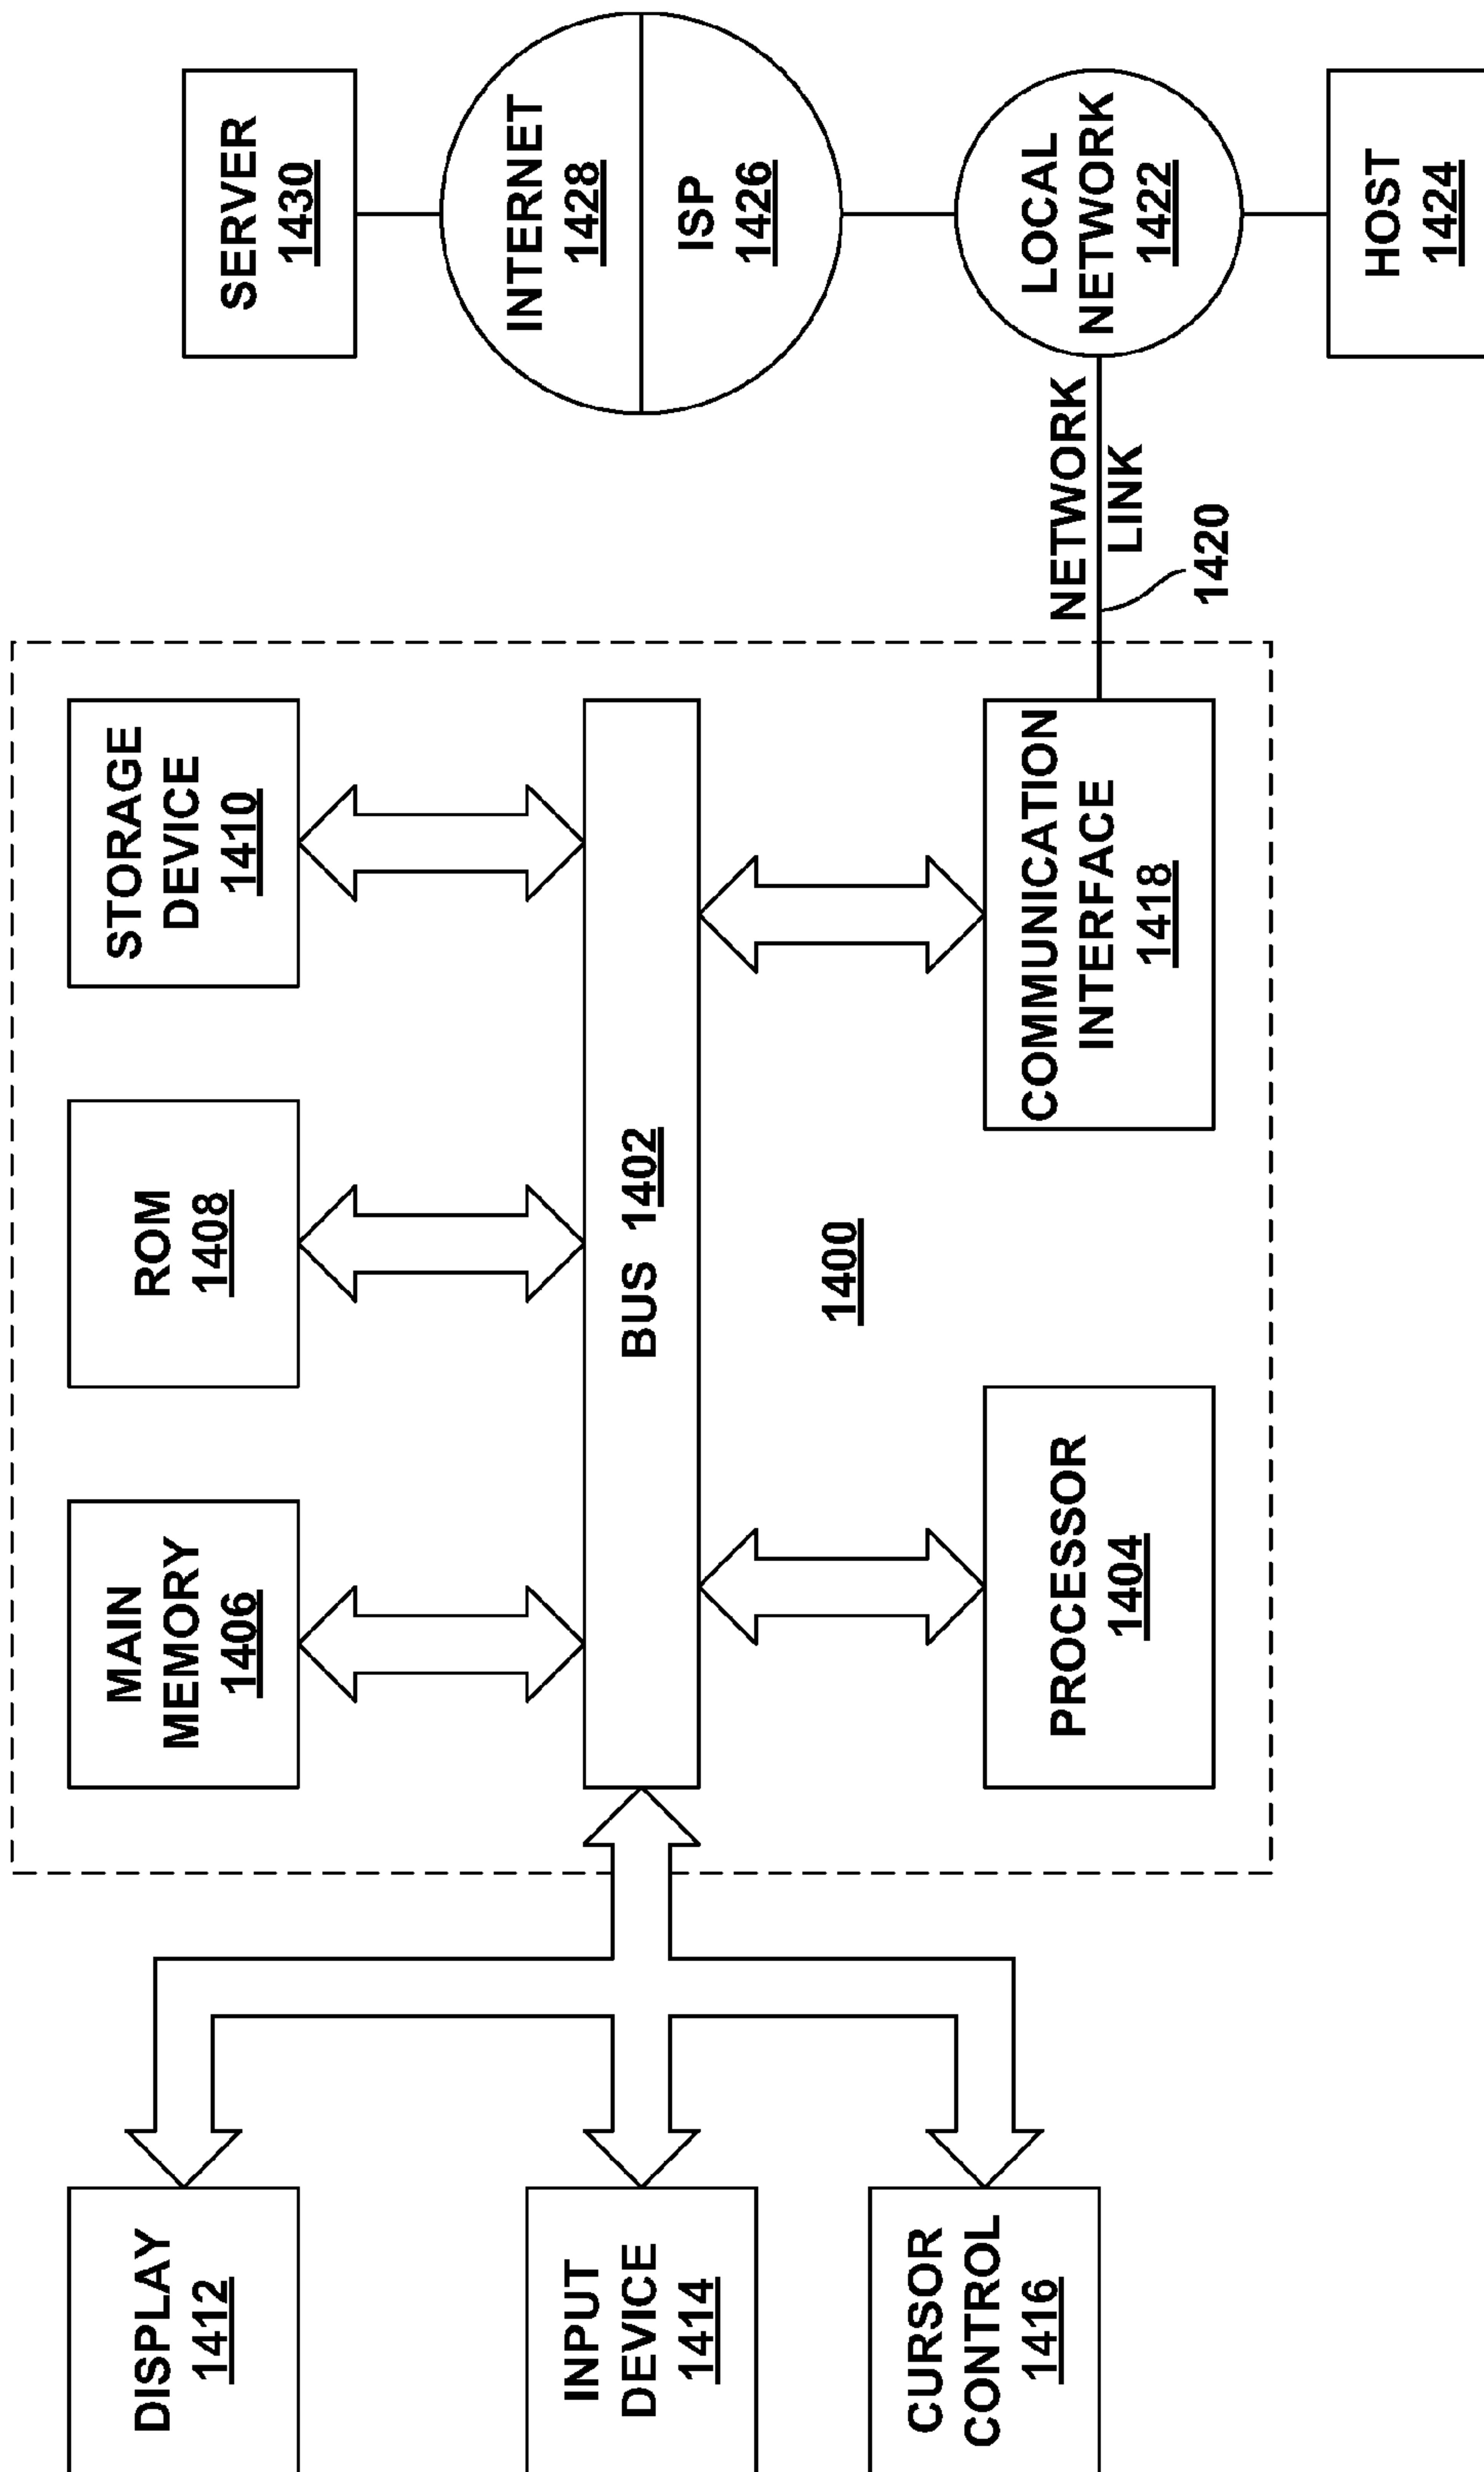 DISPLAY
1412
INPUT
DEVICE
1414
CURSOR
CONTROL
1416
MAIN
MEMORY
1406
ROM
1408
STORAGE
DEVICE
1410
BUS 1402
1400
PROCESSOR
1404
COMMUNICATION
INTERFACE
1418
NETWORK
LINK
1420
SERVER
1430
INTERNET
1428
ISP
1426
LOCAL
NETWORK
1422
HOST
1424